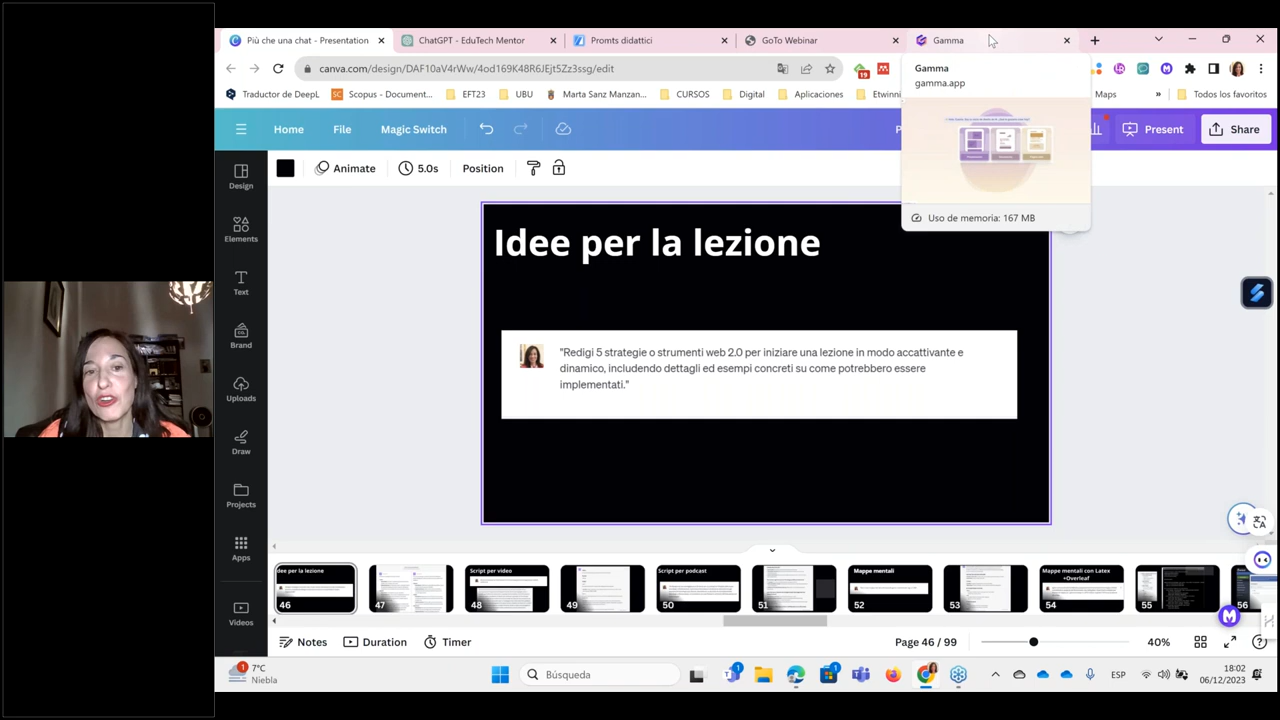 Più che una chat - Presentation
ChatGPT - EduTech Mentor
Promts didattici
GoTo Webinar
Gamma
canva.com/design/DAF10aV4rWw/4od169K48R6JEjt5Zz3ssg/edit
19
Gamma
gamma.app
Traductor de DeepL
Scopus - Document...
EFT23
UBU
Marta Sanz Manzan...
CURSOS
Digital
Aplicaciones
Etwinni
Maps
Todos los favoritos
Home
File
Magic Switch
P
Present
Share
Animate
5.0s
Position
Uso de memoria: 167 MB
Design
Elements
Text
Brand
Uploads
Draw
Projects
Apps
Videos
Idee per la lezione
"Redigi 5 strategie o strumenti web 2.0 per iniziare una lezione in modo accattivante e
dinamico, includendo dettagli ed esempi concreti su come potrebbero essere
implementati."
dee per la lezione
Script per video
Script per podcast
Mappe mentali
Mappe mentali con Latex
+Overleaf
46
47
48
49
50
51
52
53
54
55
56
Notes
Duration
Timer
Page 46 / 99
40%
7°C
Niebla
Búsqueda
ESP
18:02
06/12/2023